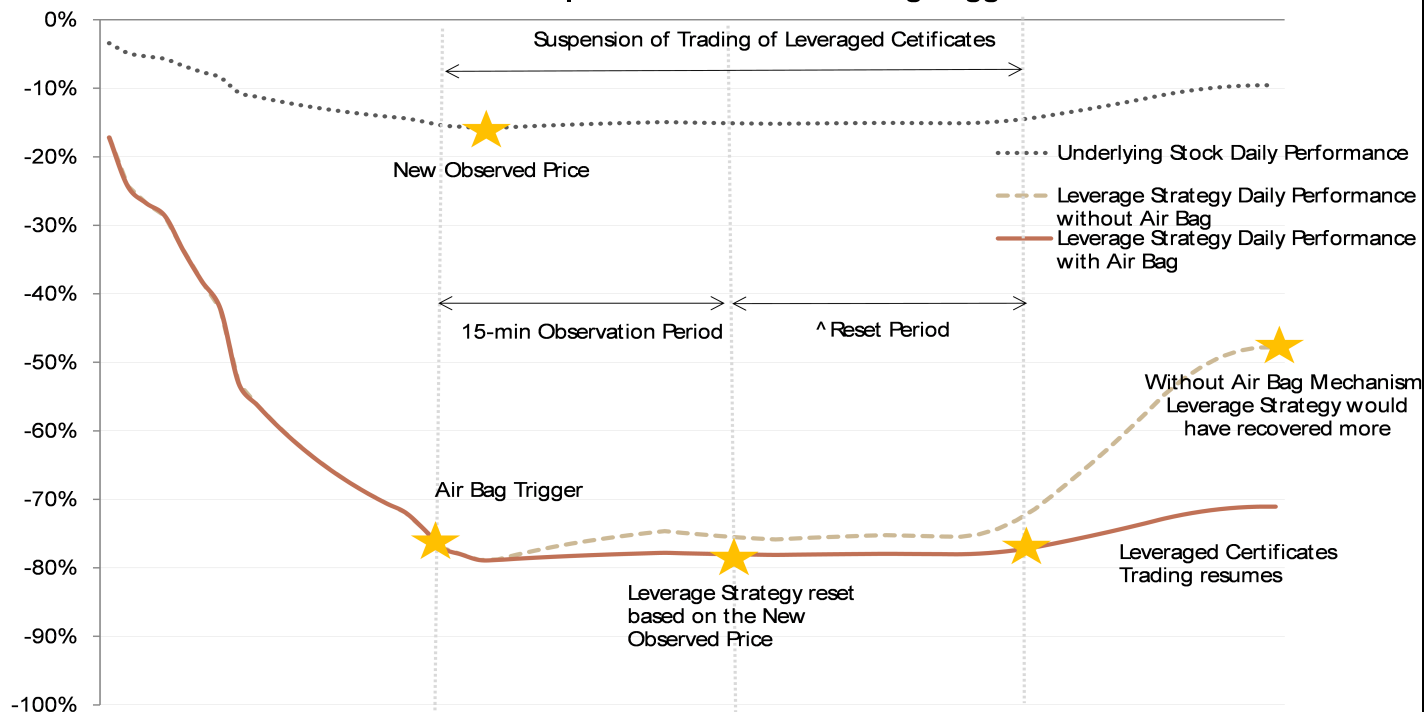 0%
-10%
-20%
-30%
-40%
-50%
-60%
-70%
-80%
-90%
-100%
Suspension of Trading of Leveraged Cetificates
New Observed Price
Underlying Stock Daily Performance
Leverage Strategy Daily Performance
without Air Bag
Leverage Strategy Daily Performance
with Air Bag
15-min Observation Period
^ Reset Period
Without Air Bag Mechanism
Leverage Strategy would
have recovered more
Air Bag Trigger
Leveraged Certificates
Trading resumes
Leverage Strategy reset
based on the New
Observed Price